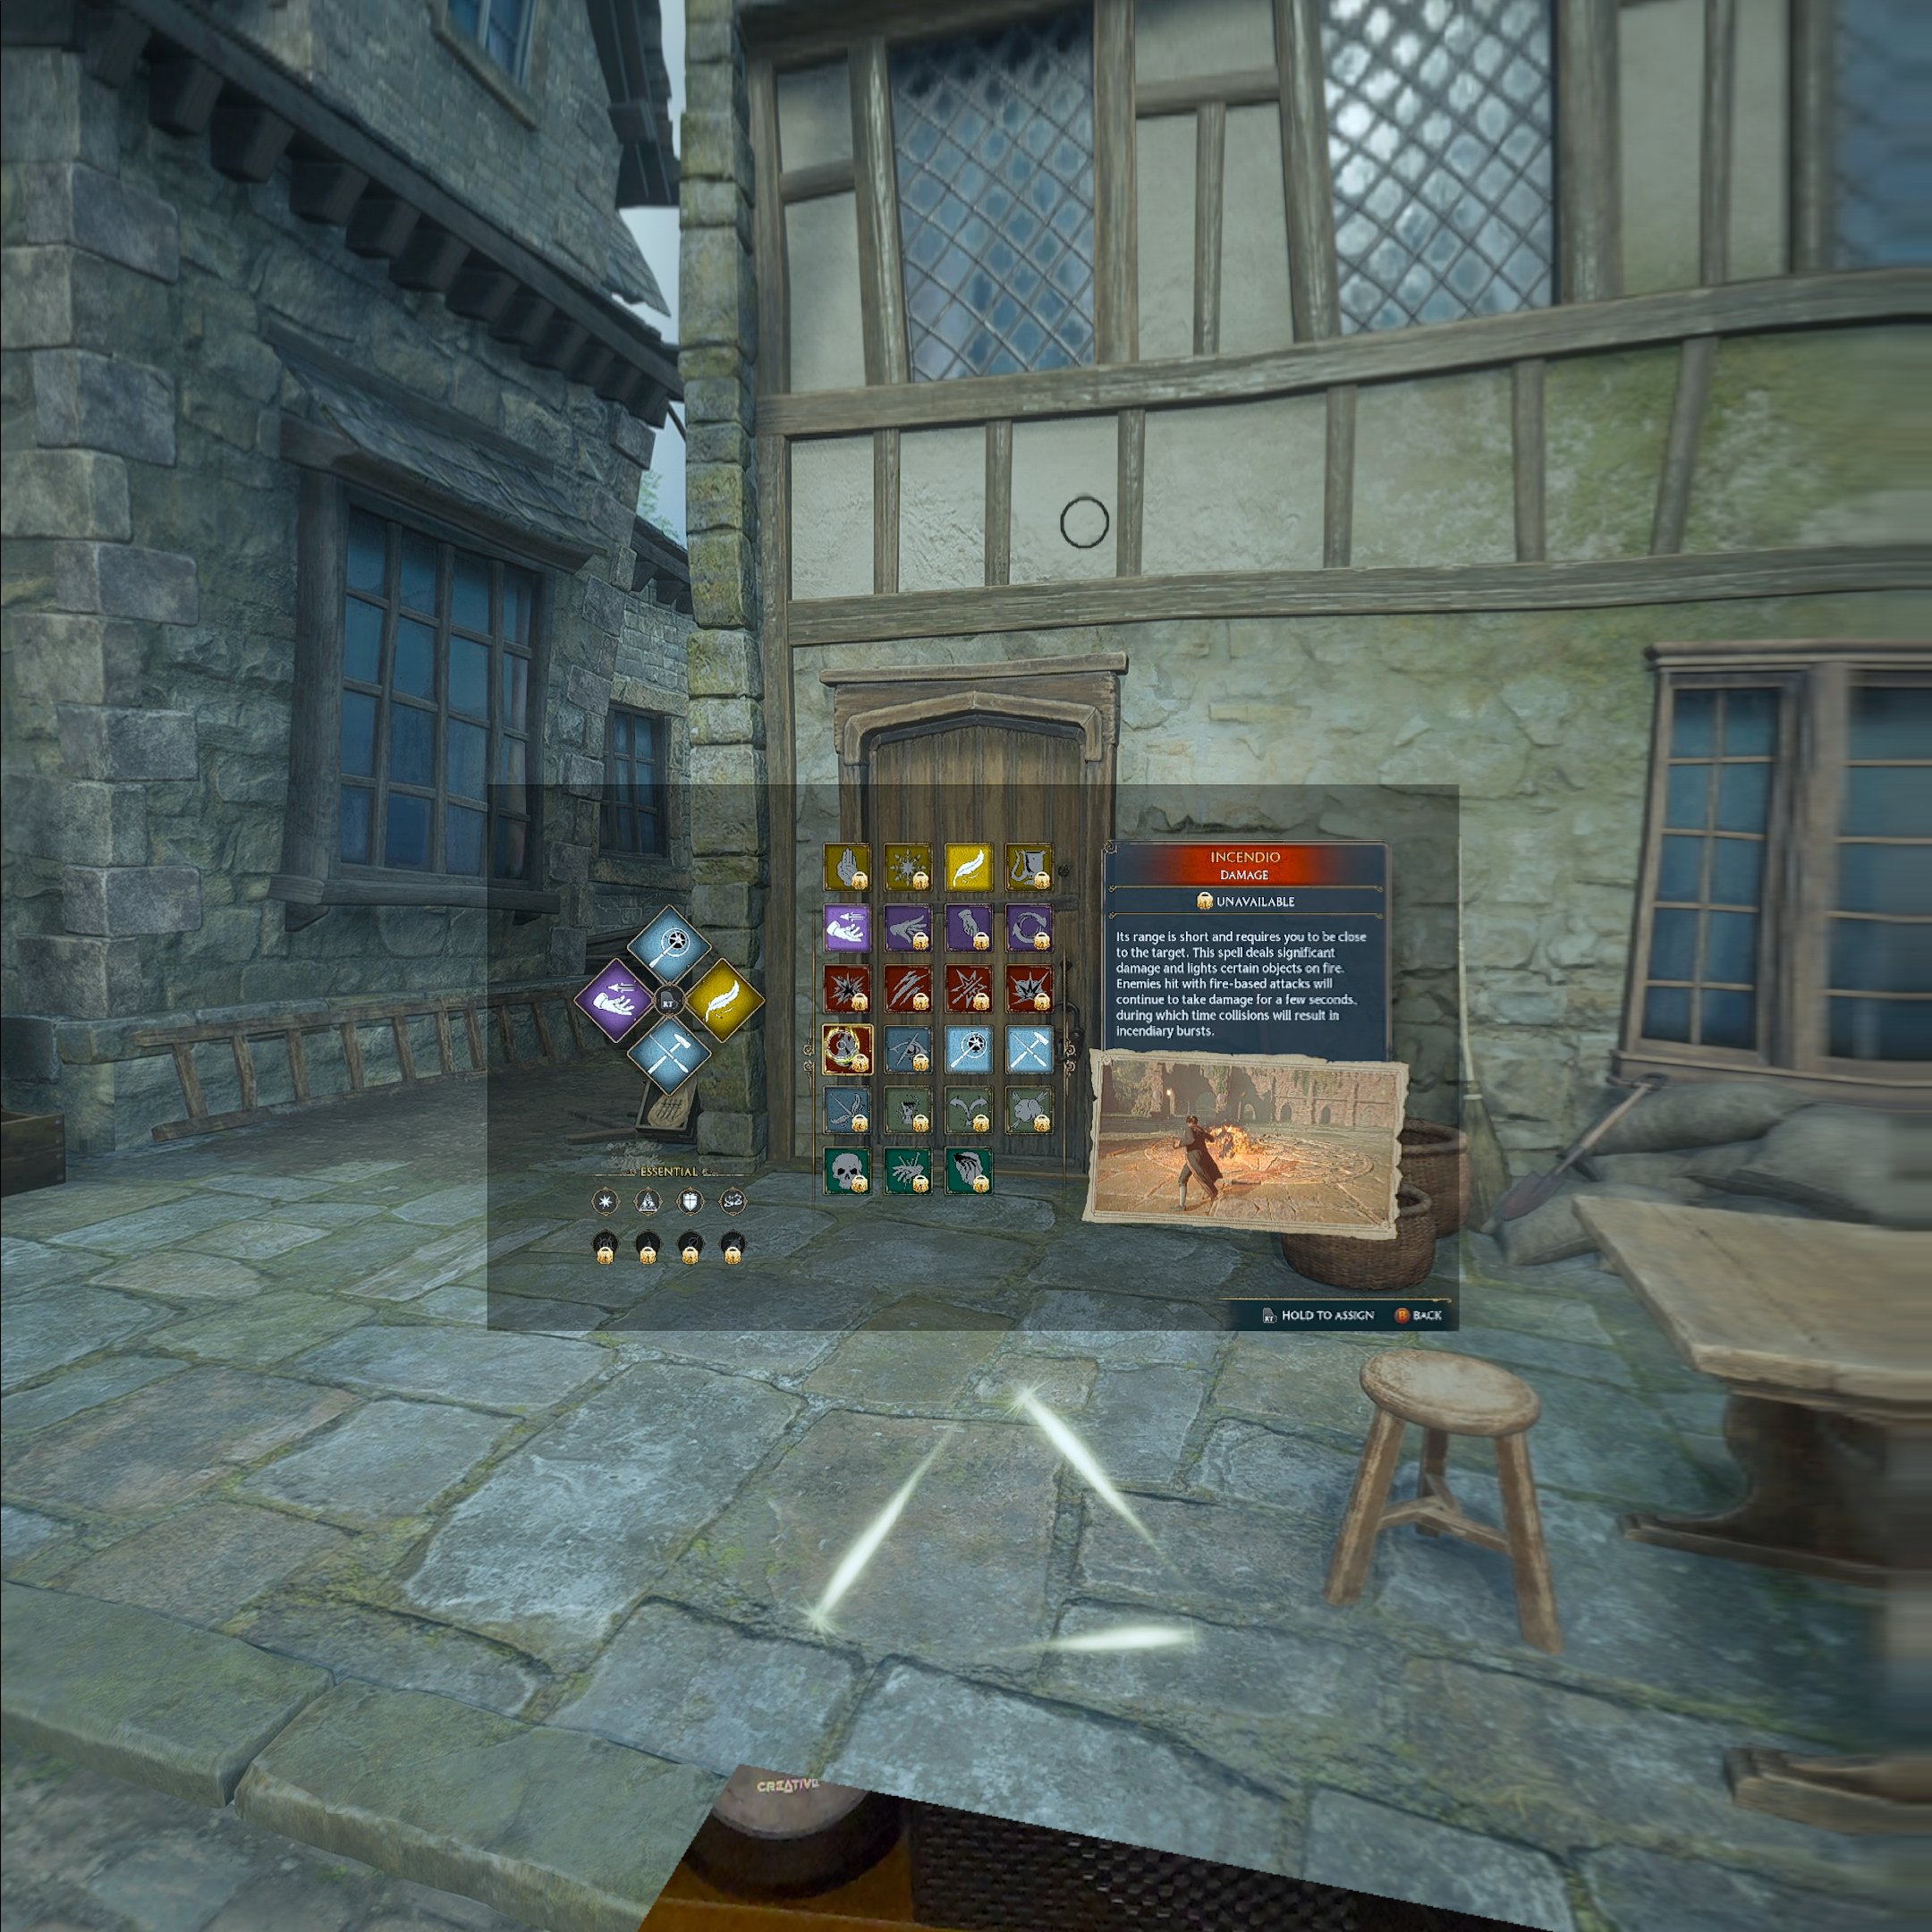 INCENDIO
DAMAGE
UNAVAILABLE
Its range is short and requires you to be close
to the target. This spell deals significant
damage and lights certain objects on fire.
Enemies hit with fire-based attacks will
continue to take damage for a few seconds,
during which time collisions will result in
incendiary bursts.
RT
ESSENTIAL
RT HOLD TO ASSIGN B BACK
CREATIVE